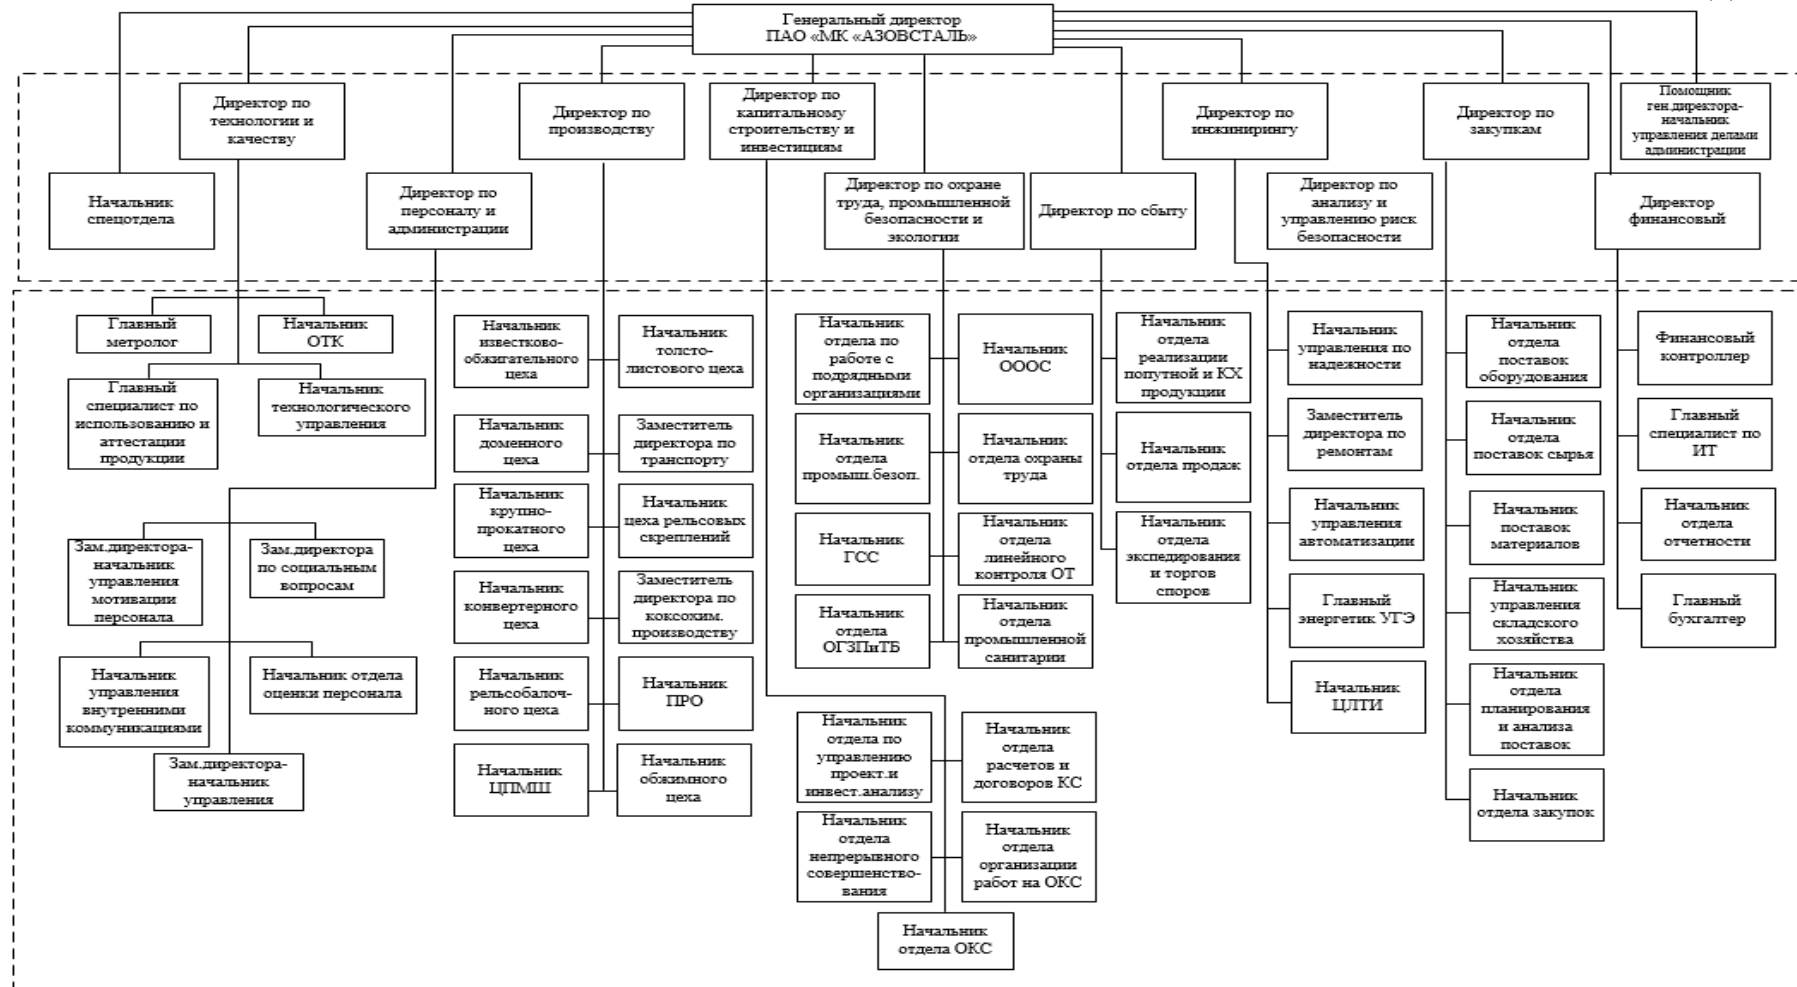 Генеральный директор
ПАО «МК «АЗОВСТАЛЬ»
Директор по
технологии и
качеству
Директор по
производству
Директор по
капитальному
строительству и
инвестициям
Директор по
инжинирингу
Директор по
закупкам
Помощник
ген.директора-
начальник
управления делами
администрации
Начальник
спецотдела
Директор по
персоналу и
администрации
Директор по охране
труда, промышленной
безопасности и
экологии
Директор по сбыту
Директор по
анализу и
управлению риск
безопасности
Директор
финансовый
Главный
метролог
Начальник
ОТК
Главный
специалист по
использованию и
аттестации
продукции
Начальник
технологического
управления
Зам.директора-
начальник
управления
мотивации
персонала
Зам.директора
по социальным
вопросам
Начальник
управления
внутренними
коммуникациями
Начальник отдела
оценки персонала
Зам.директора-
начальник
управления
Начальник
известково-
обжигательного
цеха
Начальник
толсто-
листового цеха
Начальник
доменного
цеха
Заместитель
директора по
транспорту
Начальник
крупно-
прокатного
цеха
Начальник
цеха рельсовых
скреплений
Начальник
конвертерного
цеха
Заместитель
директора по
коксохим.
производству
Начальник
рельсобалоч-
ного цеха
Начальник
ПРО
Начальник
ЦПМШ
Начальник
обжимного
цеха
Начальник
отдела по
работе с
подрядными
организациями
Начальник
ОООС
Начальник
отдела
промыш.безоп.
Начальник
отдела охраны
труда
Начальник
ГСС
Начальник
отдела
линейного
контроля ОТ
Начальник
отдела
ОГЗПиТБ
Начальник
отдела
промышленной
санитарии
Начальник
отдела по
управлению
проект.и
инвест.анализу
Начальник
отдела
расчетов и
договоров КС
Начальник
отдела
непрерывного
совершенство-
вания
Начальник
отдела
организации
работ на ОКС
Начальник
отдела ОКС
Начальник
отдела
реализации
попутной и КХ
продукции
Начальник
отдела продаж
Начальник
отдела
экспедирования
и торгов
споров
Начальник
управления по
надежности
Заместитель
директора по
ремонтам
Начальник
управления
автоматизации
Главный
энергетик УГЭ
Начальник
ЦЛТИ
Начальник
отдела
поставок
оборудования
Начальник
отдела
поставок сырья
Начальник
поставок
материалов
Начальник
управления
складского
хозяйства
Начальник
отдела
планирования
и анализа
поставок
Начальник
отдела закупок
Финансовый
контроллер
Главный
специалист по
ИТ
Начальник
отдела
отчетности
Главный
бухгалтер